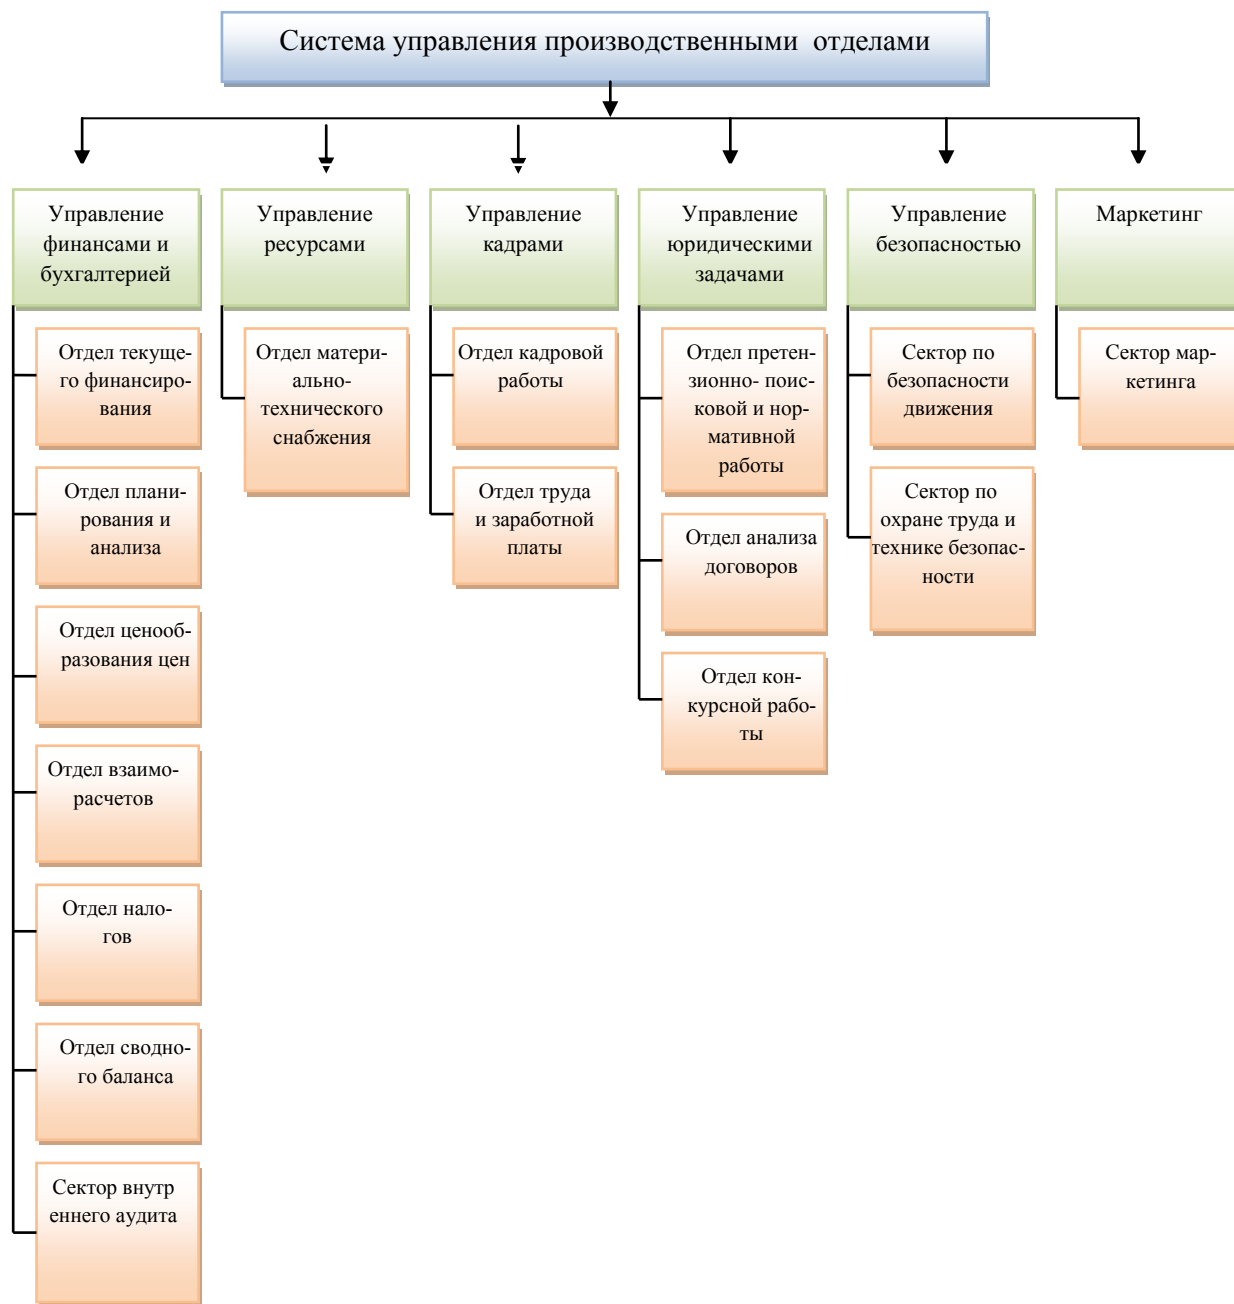 Система управления производственными  отделами
Управление
финансами и
бухгалтерией
Управление
ресурсами
Управление
кадрами
Управление
юридическими
задачами
Управление
безопасностью
Маркетинг
Отдел текуще-
го финансиро-
вания
Отдел плани-
рования и
анализа
Отдел ценооб-
разования цен
Отдел взаимо-
расчетов
Отдел нало-
гов
Отдел сводно-
го баланса
Сектор внутр
еннего аудита
Отдел матери-
ально-
технического
снабжения
Отдел кадровой
работы
Отдел труда
и заработной
платы
Отдел претен-
зионно- поис-
ковой и нор-
мативной
работы
Отдел анализа
договоров
Отдел кон-
курсной рабо-
ты
Сектор по
безопасности
движения
Сектор по
охране труда и
технике безопас-
ности
Сектор мар-
кетинга